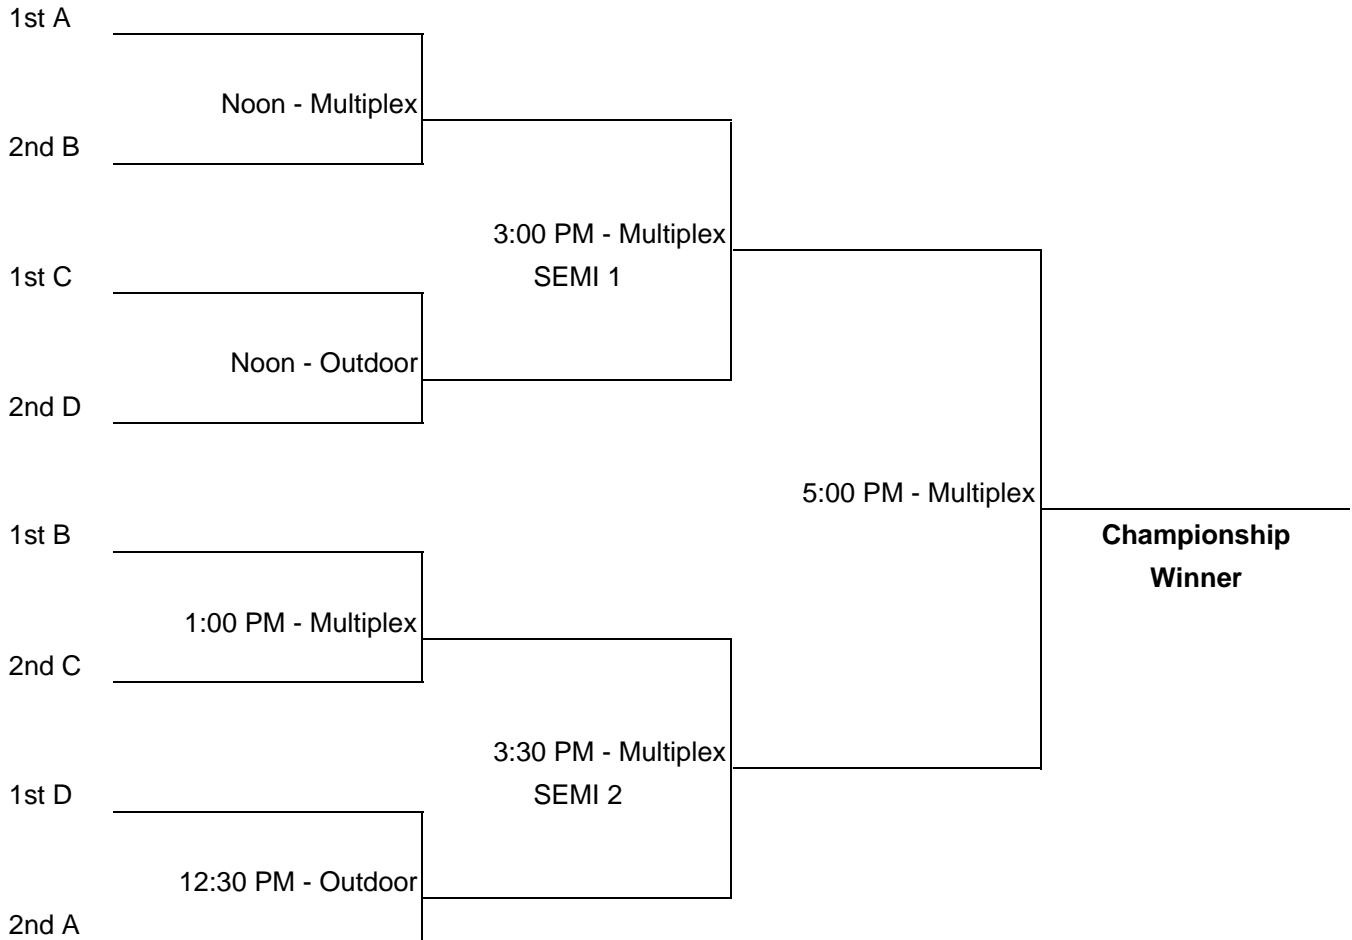 1st A
Noon - Multiplex
2nd B
3:00 PM - Multiplex
1st C
SEMI 1
Noon - Outdoor
2nd D
5:00 PM - Multiplex
1st B
Championship
Winner
1:00 PM - Multiplex
2nd C
3:30 PM - Multiplex
1st D
SEMI 2
12:30 PM - Outdoor
2nd A